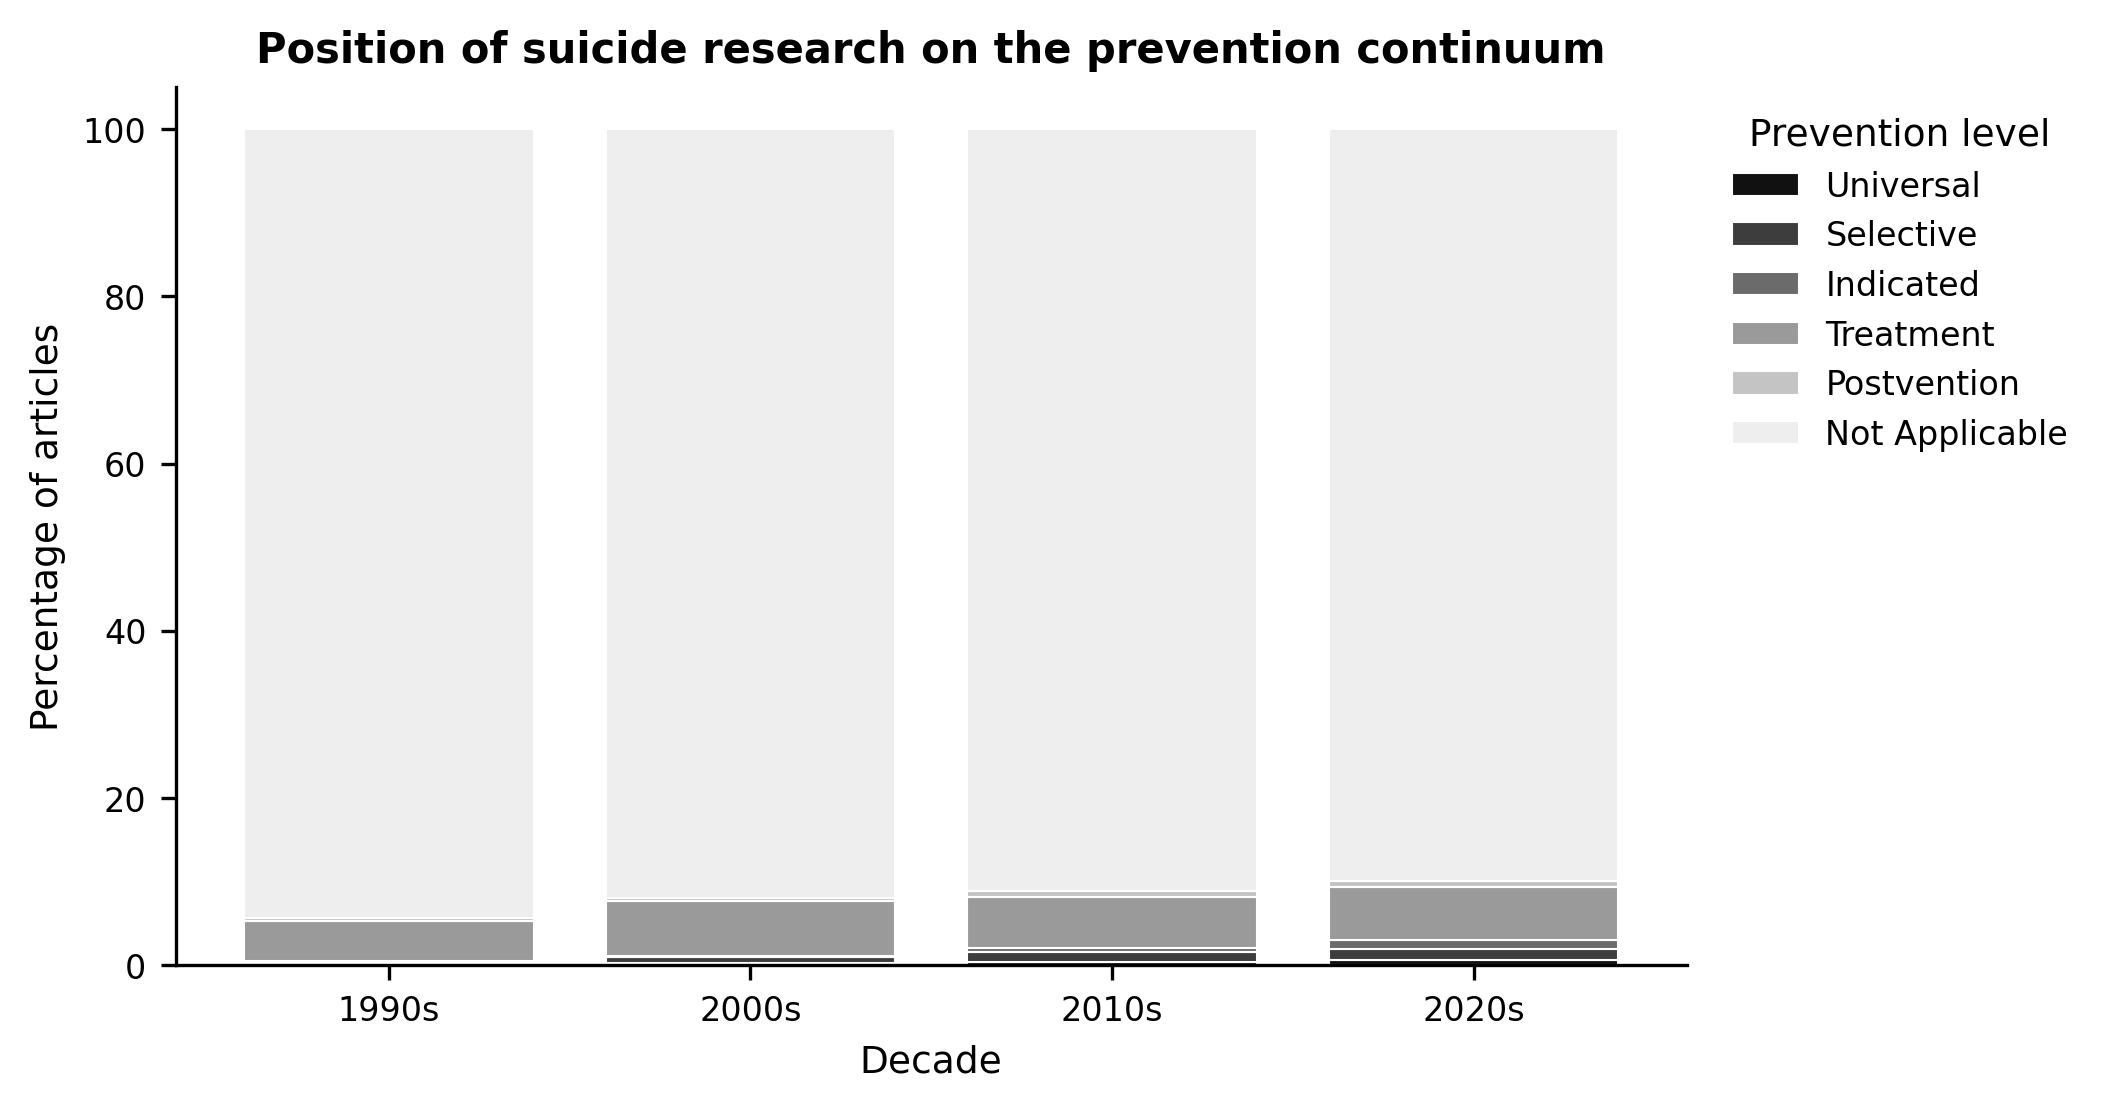 Position of suicide research on the prevention continuum
Percentage of articles
100
80
60
40
20
0
1990s
2000s
2010s
2020s
Decade
Prevention level
Universal
Selective
Indicated
Treatment
Postvention
Not Applicable